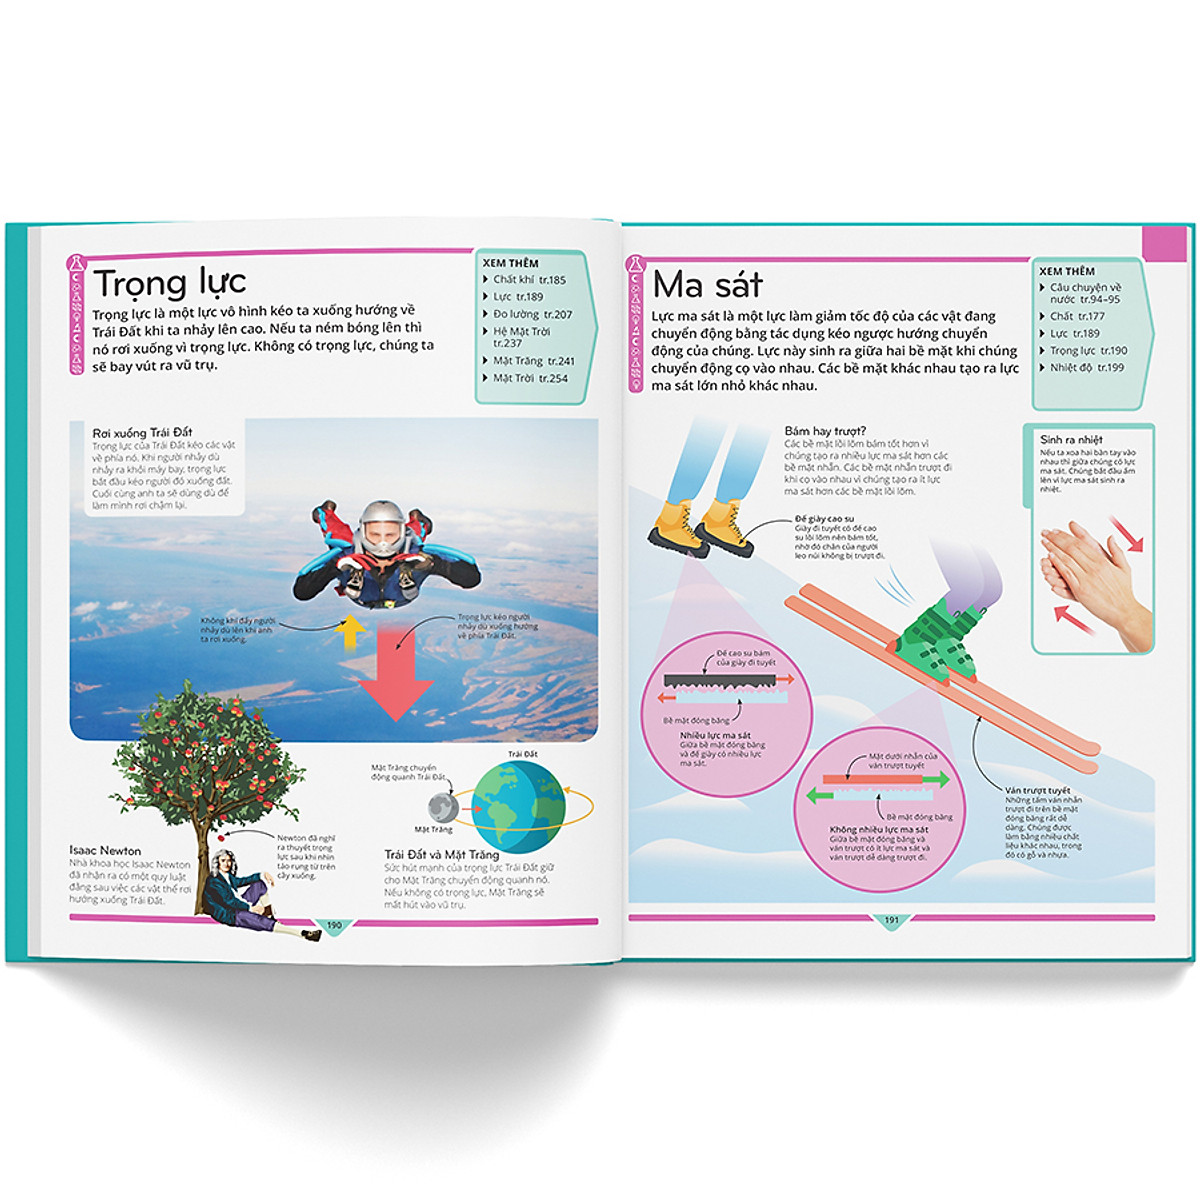 Trọng lực
Trọng lực là một lực vô hình kéo ta xuống hướng về
Trái Đất khi ta nhảy lên cao. Nếu ta ném bóng lên thì
nó rơi xuống vì trọng lực. Không có trọng lực, chúng ta
sẽ bay vút ra vũ trụ.
XEM THÊM
Chất khí tr.185
Lực tr.189
Đo lường tr.207
Hệ Mặt Trời
tr.237
Mặt Trăng tr.241
Mặt Trời tr.254
Rơi xuống Trái Đất
Trọng lực của Trái Đất kéo các vật
về phía nó. Khi người nhảy dù
nhảy ra khỏi máy bay, trọng lực
bắt đầu kéo người đó xuống đất.
Cuối cùng anh ta sẽ dùng dù để
làm mình rơi chậm lại.
Không khí đẩy người
nhảy dù lên khi anh
ta rơi xuống.
Trọng lực kéo người
nhảy dù xuống hướng
về phía Trái Đất.
Isaac Newton
Nhà khoa học Isaac Newton
đã nhận ra có một quy luật
đằng sau việc các vật thể rơi
hướng xuống Trái Đất.
Newton đã nghĩ
ra thuyết trọng
lực sau khi nhìn
táo rụng từ trên
cây xuống.
Trái Đất
Mặt Trăng chuyển
động quanh Trái Đất.
Mặt Trăng
Trái Đất và Mặt Trăng
Sức hút mạnh của trọng lực Trái Đất giữ
cho Mặt Trăng chuyển động quanh nó.
Nếu không có trọng lực, Mặt Trăng sẽ
mất hút vào vũ trụ.
190
Ma sát
Lực ma sát là một lực làm giảm tốc độ của các vật đang
chuyển động bằng tác dụng kéo ngược hướng chuyển
động của chúng. Lực này sinh ra giữa hai bề mặt khi chúng
chuyển động cọ vào nhau. Các bề mặt khác nhau tạo ra lực
ma sát lớn nhỏ khác nhau.
XEM THÊM
Câu chuyện về
nước tr.94–95
Chất tr.177
Lực tr.189
Trọng lực tr.190
Nhiệt độ tr.199
Bám hay trượt?
Các bề mặt lồi lõm bám tốt hơn vì
chúng tạo ra nhiều lực ma sát hơn các
bề mặt nhẵn. Các bề mặt nhẵn trượt đi
khi cọ vào nhau vì chúng tạo ra ít lực
ma sát hơn các bề mặt lồi lõm.
Đế giày cao su
Giày đi tuyết có đế cao
su lồi lõm nên bám tốt,
nhờ đó chân của người
leo núi không bị trượt đi.
Sinh ra nhiệt
Nếu ta xoa hai bàn tay vào
nhau thì giữa chúng có lực
ma sát. Chúng bắt đầu ấm
lên vì lực ma sát sinh ra
nhiệt.
Đế cao su bám
của giày đi tuyết
Bề mặt đóng băng
Nhiều lực ma sát
Giữa bề mặt đóng băng
và đế giày có nhiều lực
ma sát.
Mặt dưới nhẵn của
ván trượt tuyết
Bề mặt đóng băng
Không nhiều lực ma sát
Giữa bề mặt đóng băng và
ván trượt có ít lực ma sát và
ván trượt dễ dàng trượt đi.
Ván trượt tuyết
Những tấm ván nhẵn
trượt đi trên bề mặt
đóng băng rất dễ
dàng. Chúng được
làm bằng nhiều chất
liệu khác nhau, trong
đó có gỗ và nhựa.
191